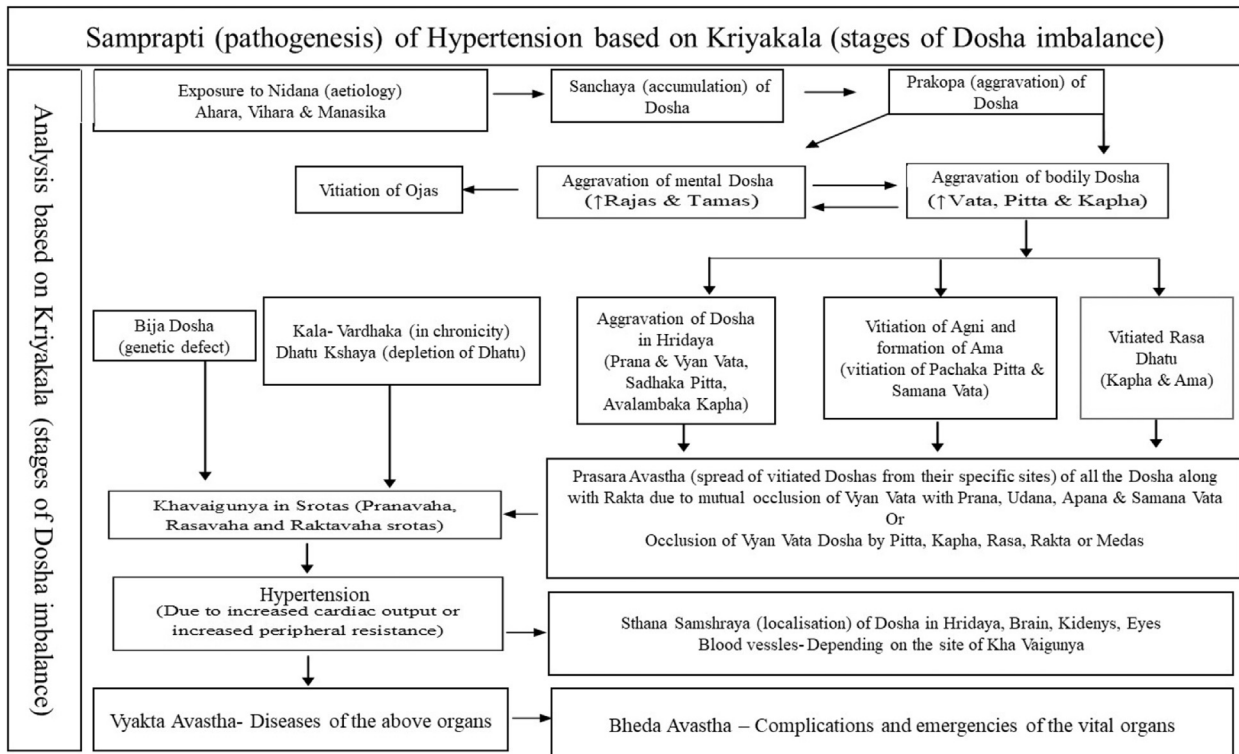 Samprapti (pathogenesis) of Hypertension based on Kriyakala (stages of Dosha imbalance)
Analysis based on Kriyakala (stages of Dosha imbalance)
Exposure to Nidana (aetiology)
Ahara, Vihara & Manasika
Sanchaya (accumulation) of
Dosha
Prakopa (aggravation) of
Dosha
Vitiation of Ojas
Aggravation of mental Dosha
(↑Rajas & Tamas)
Aggravation of bodily Dosha
(↑Vata, Pitta & Kapha)
Bija Dosha
(genetic defect)
Kala- Vardhaka (in chronicity)
Dhatu Kshaya (depletion of Dhatu)
Aggravation of Dosha
in Hridaya
(Prana & Vyan Vata,
Sadhaka Pitta,
Avalambaka Kapha)
Vitiation of Agni and
formation of Ama
(vitiation of Pachaka Pitta &
Samana Vata)
Vitiated Rasa
Dhatu
(Kapha & Ama)
Khavaigunya in Srotas (Pranavaha,
Rasavaha and Raktavaha srotas)
Prasara Avastha (spread of vitiated Doshas from their specific sites) of all the Dosha along
with Rakta due to mutual occlusion of Vyan Vata with Prana, Udana, Apana & Samana Vata
Or
Occlusion of Vyan Vata Dosha by Pitta, Kapha, Rasa, Rakta or Medas
Hypertension
(Due to increased cardiac output or
increased peripheral resistance)
Sthana Samshraya (localisation) of Dosha in Hridaya, Brain, Kidenys, Eyes
Blood vessles- Depending on the site of Kha Vaigunya
Vyakta Avastha- Diseases of the above organs
Bheda Avastha – Complications and emergencies of the vital organs